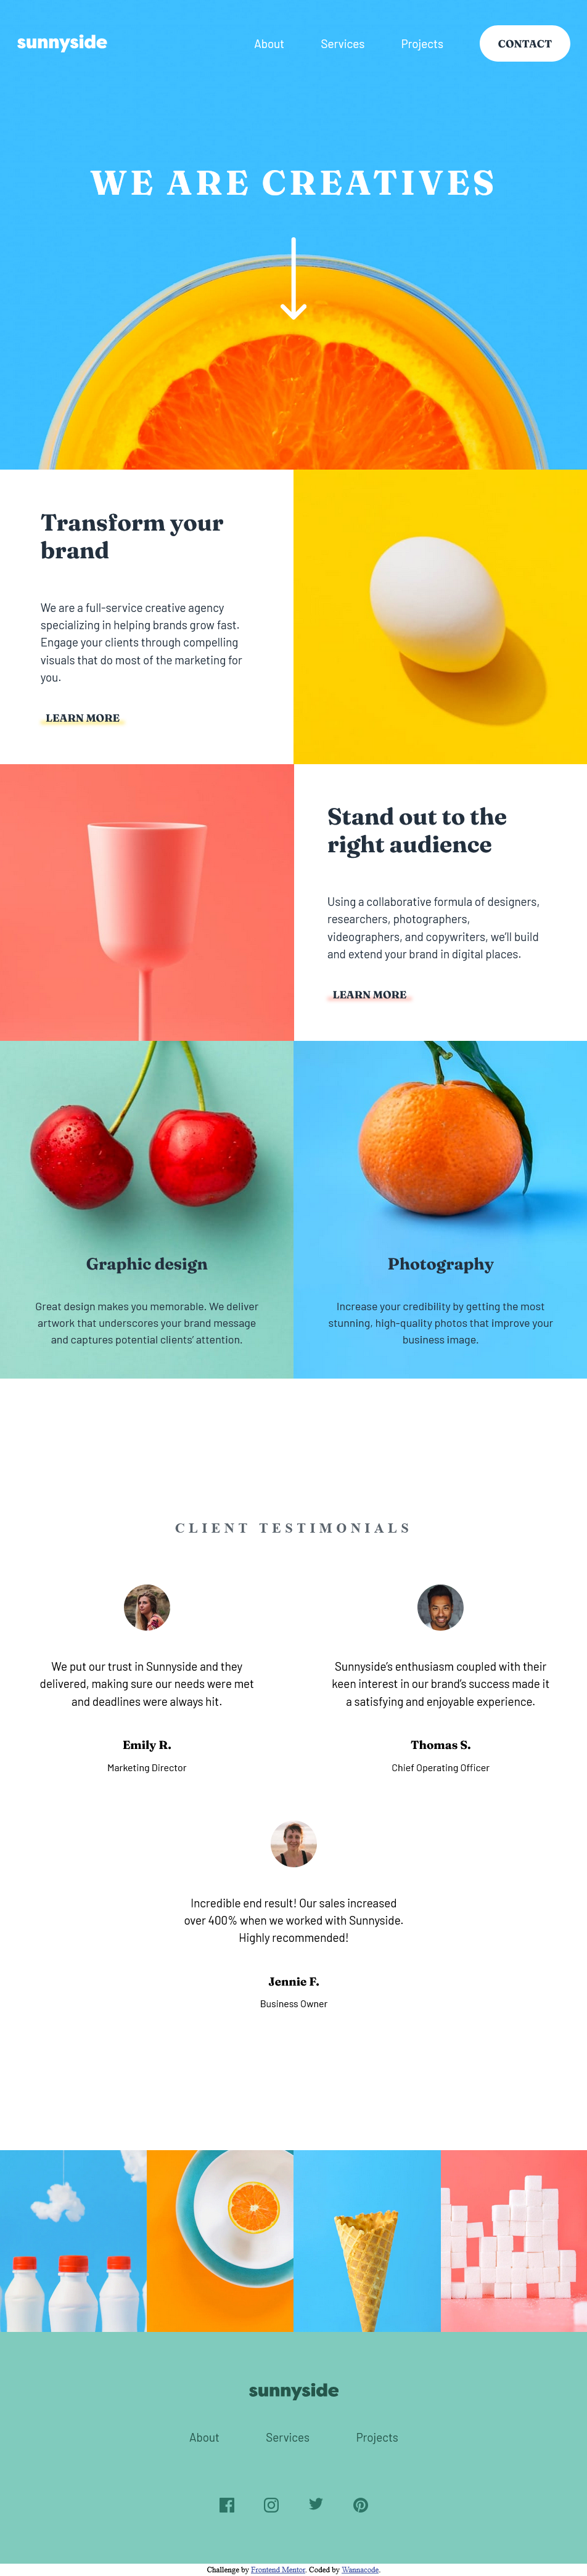 sunnyside
About Services Projects CONTACT
WE ARE CREATIVES
Transform your
brand
We are a full-service creative agency
specializing in helping brands grow fast.
Engage your clients through compelling
visuals that do most of the marketing for
you.
LEARN MORE
Stand out to the
right audience
Using a collaborative formula of designers,
researchers, photographers,
videographers, and copywriters, we'll build
and extend your brand in digital places.
LEARN MORE
Graphic design
Great design makes you memorable. We deliver
artwork that underscores your brand message
and captures potential clients' attention.
Photography
Increase your credibility by getting the most
stunning, high-quality photos that improve your
business image.
CLIENT TESTIMONIALS
We put our trust in Sunnyside and they
delivered, making sure our needs were met
and deadlines were always hit.
Emily R.
Marketing Director
Sunnyside's enthusiasm coupled with their
keen interest in our brand's success made it
a satisfying and enjoyable experience.
Thomas S.
Chief Operating Officer
Incredible end result! Our sales increased
over 400% when we worked with Sunnyside.
Highly recommended!
Jennie F.
Business Owner
sunnyside
About Services Projects
Challenge by Frontend Mentor. Coded by Wannacode.